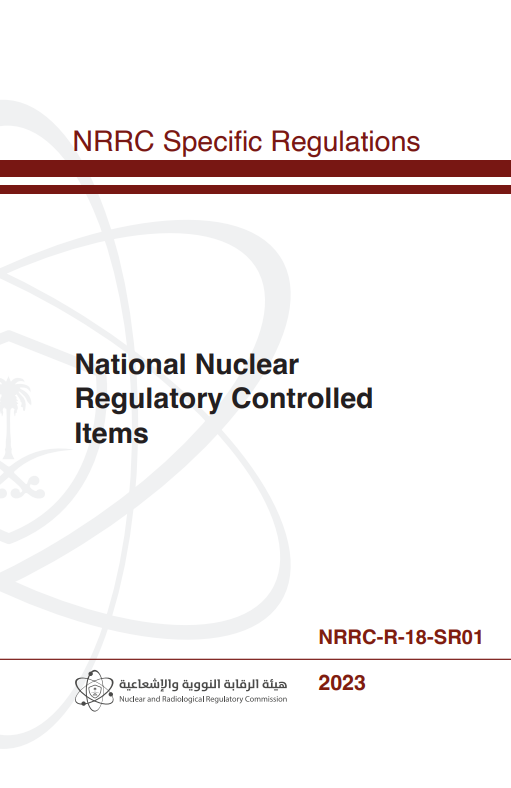 NRRC Specific Regulations
National Nuclear
Regulatory Controlled
Items
NRRC-R-18-SR01
هيئة الرقابة النووية والإشعاعية
Nuclear and Radiological Regulatory Commission
2023